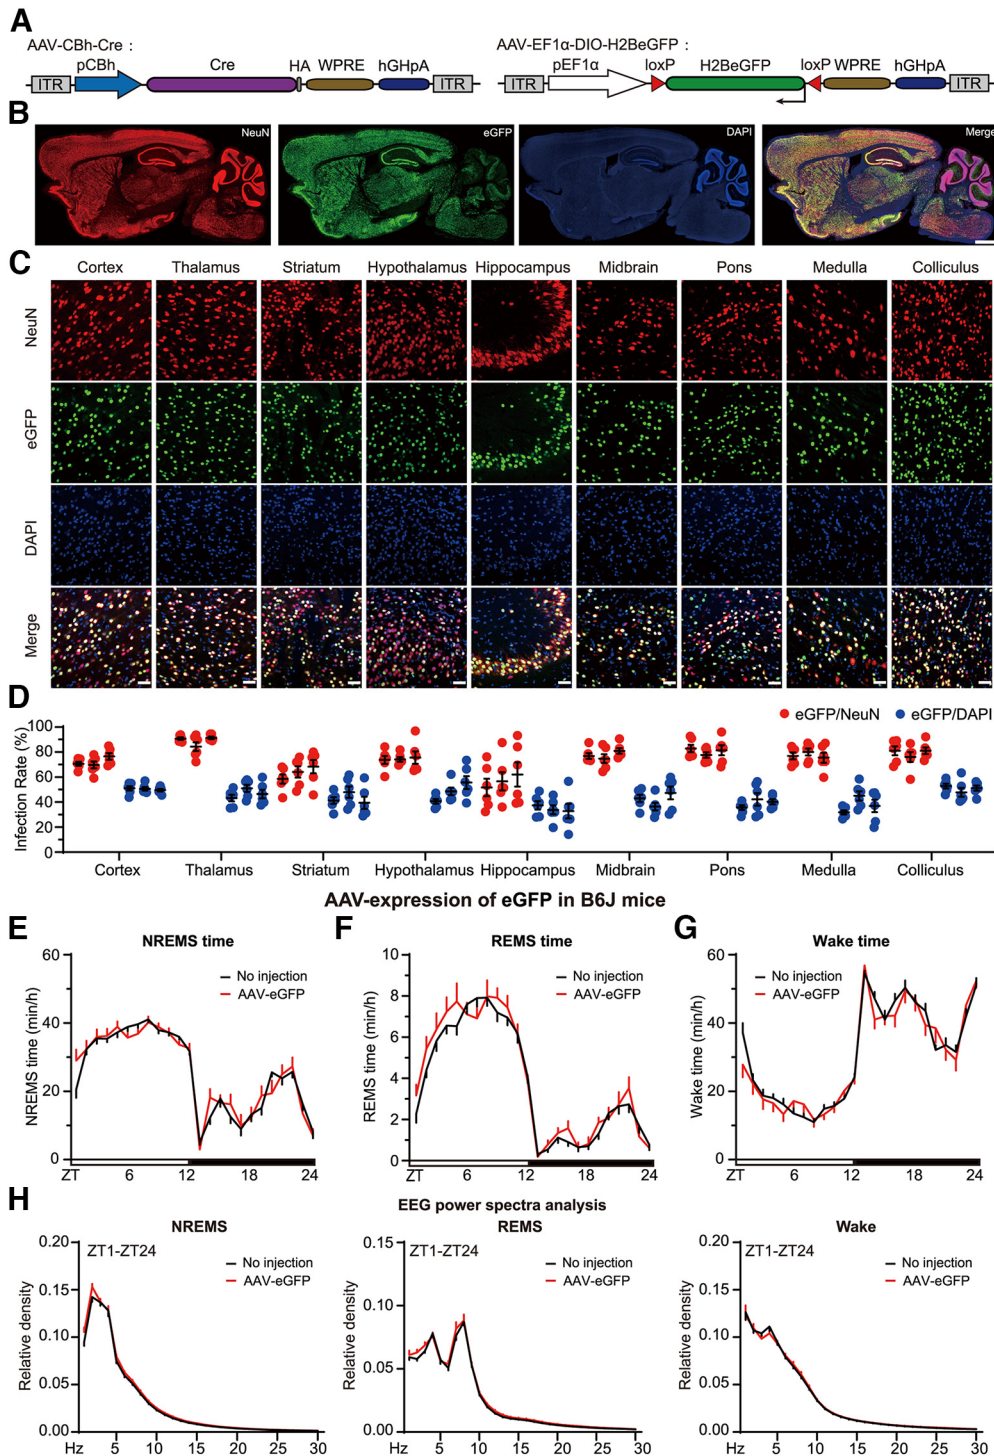 A
AAV-CBh-Cre : AAV-EF1α-DIO-H2BeGFP :
ITR pCBh Cre HA WPRE hGHpA ITR
ITR pEF1α loxP H2BeGFP loxP WPRE hGHpA ITR
B
NeuN eGFP DAPI Merge
C
Cortex Thalamus Striatum Hypothalamus Hippocampus Midbrain Pons Medulla Colliculus
NeuN
eGFP
DAPI
Merge
D
eGFP/NeuN eGFP/DAPI
Infection Rate (%)
100
80
60
40
20
0
Cortex Thalamus Striatum Hypothalamus Hippocampus Midbrain Pons Medulla Colliculus
AAV-expression of eGFP in B6J mice
E
NREMS time
No injection
AAV-eGFP
NREMS time (min/h)
60
40
20
0
ZT 6 12 18 24
F
REMS time
No injection
AAV-eGFP
REMS time (min/h)
10
8
6
4
2
0
ZT 6 12 18 24
G
Wake time
No injection
AAV-eGFP
Wake time (min/h)
60
40
20
0
ZT 6 12 18 24
H
EEG power spectra analysis
NREMS
ZT1-ZT24
No injection
AAV-eGFP
Relative density
0.20
0.15
0.10
0.05
0.00
Hz 5 10 15 20 25 30
REMS
ZT1-ZT24
No injection
AAV-eGFP
Relative density
0.15
0.10
0.05
0.00
Hz 5 10 15 20 25 30
Wake
ZT1-ZT24
No injection
AAV-eGFP
Relative density
0.20
0.15
0.10
0.05
0.00
Hz 5 10 15 20 25 30